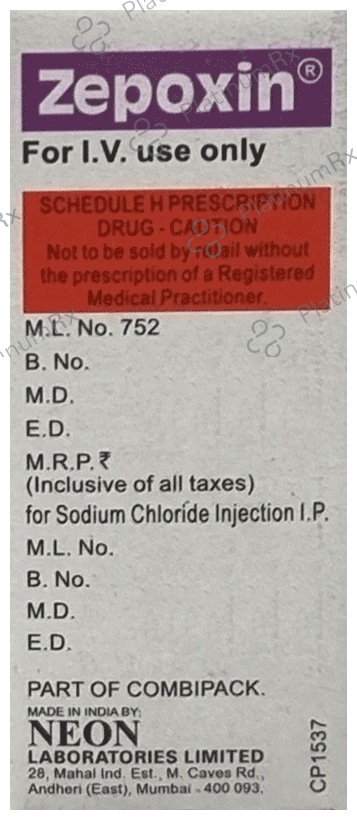 Zepoxin®
For I.V. use only
SCHEDULE H PRESCRIPTION
DRUG - CAUTION
Not to be sold by retail without
the prescription of a Registered
Medical Practitioner.
M.L. No. 752
B. No.
M.D.
E.D.
M.R.P.₹
(Inclusive of all taxes)
for Sodium Chloride Injection I.P.
M.L. No.
B. No.
M.D.
E.D.
PART OF COMBIPACK.
MADE IN INDIA BY:
NEON
LABORATORIES LIMITED
28, Mahal Ind. Est., M. Caves Rd.,
Andheri (East), Mumbai - 400 093.
CP1537
PlatinumRx